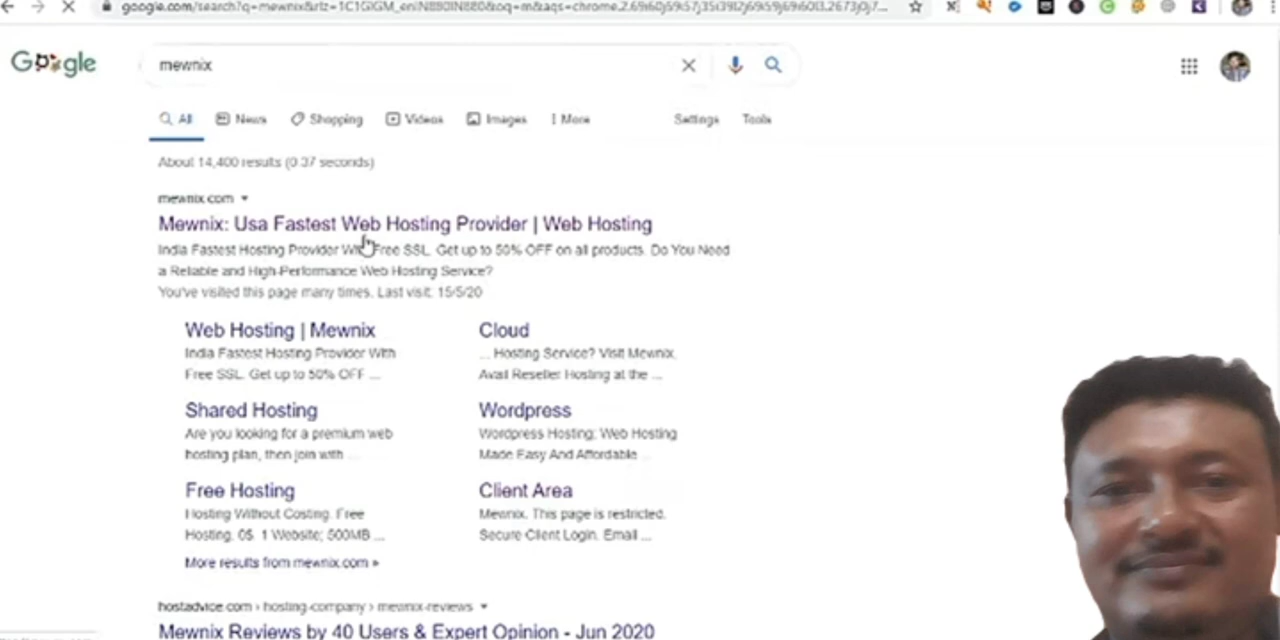 Google
mewnix
All News Shopping Videos Images More Settings Tools
About 14,400 results (0.37 seconds)
mewnix.com
Mewnix: Usa Fastest Web Hosting Provider | Web Hosting
India Fastest Hosting Provider With Free SSL. Get up to 50% OFF on all products. Do You Need
a Reliable and High-Performance Web Hosting Service?
You've visited this page many times. Last visit: 15/5/20
Web Hosting | Mewnix
India Fastest Hosting Provider With
Free SSL. Get up to 50% OFF ...
Cloud
... Hosting Service? Visit Mewnix,
Avail Reseller Hosting at the ...
Shared Hosting
Are you looking for a premium web
hosting plan, then join with ...
Wordpress
Wordpress Hosting; Web Hosting
Made Easy And Affordable ...
Free Hosting
Hosting Without Costing. Free
Hosting. 0$. 1 Website; 500MB ...
Client Area
Mewnix. This page is restricted.
Secure Client Login. Email ...
More results from mewnix.com »
hostadvice.com › hosting-company › mewnix-reviews
Mewnix Reviews by 40 Users & Expert Opinion - Jun 2020